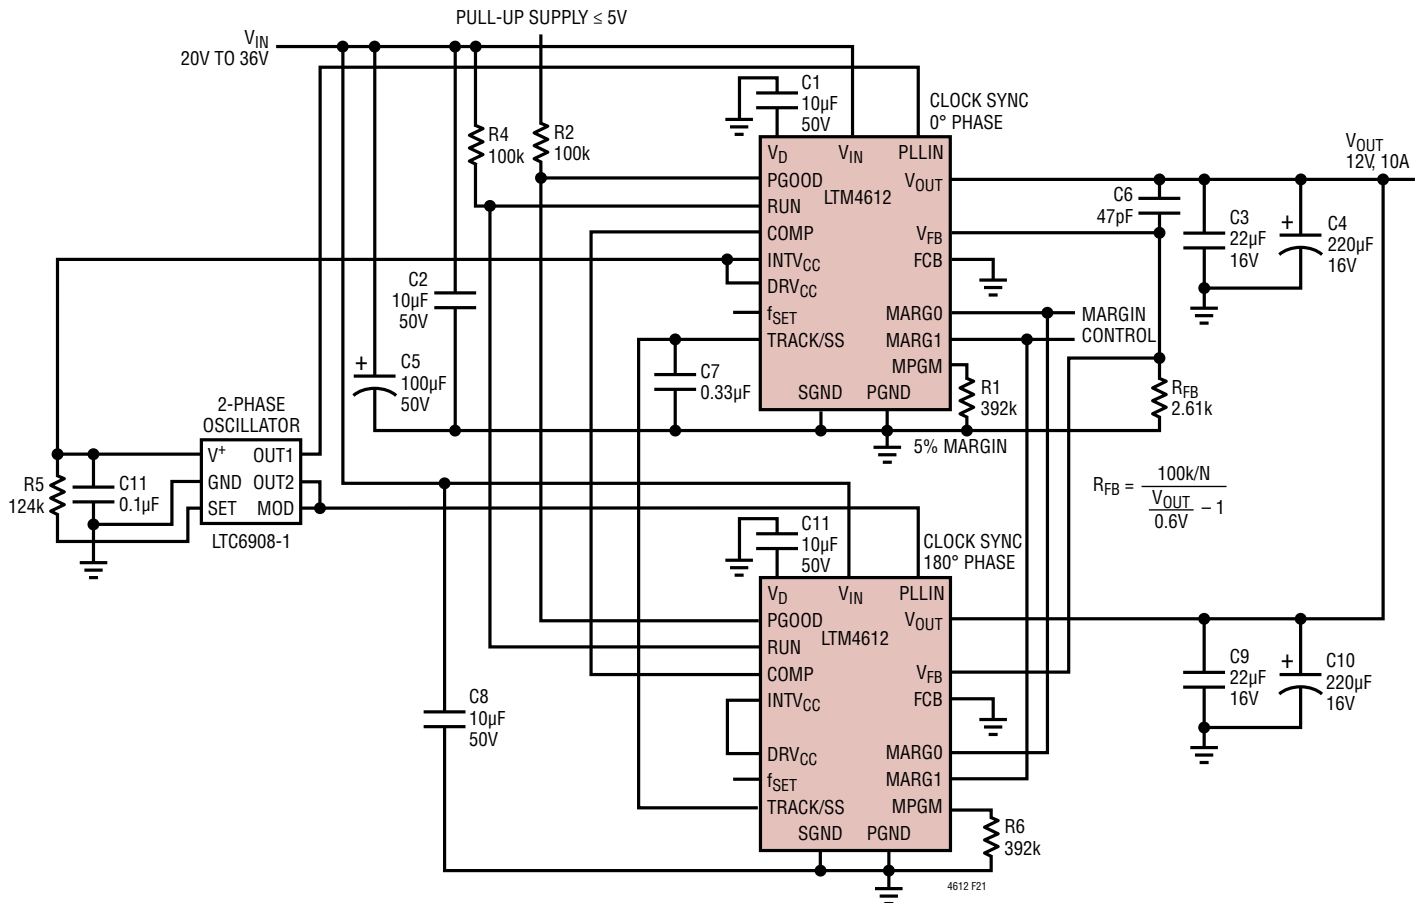 PULL-UP SUPPLY ≤ 5V
VIN
20V TO 36V
C1
10µF
50V
CLOCK SYNC
0° PHASE
R4
100k
R2
100k
VD
VIN
PLLIN
PGOOD
VOUT
LTM4612
RUN
COMP
VFB
INTVCC
FCB
DRVCC
fSET
MARG0
TRACK/SS
MARG1
MPGM
SGND
PGND
VOUT
12V, 10A
C6
47pF
C3
22µF
16V
+
C4
220µF
16V
MARGIN
CONTROL
C2
10µF
50V
+
C5
100µF
50V
C7
0.33µF
R1
392k
RFB
2.61k
5% MARGIN
2-PHASE
OSCILLATOR
V+
OUT1
GND
OUT2
SET
MOD
LTC6908-1
R5
124k
C11
0.1µF
RFB = 100k/N
VOUT
0.6V
– 1
C11
10µF
50V
CLOCK SYNC
180° PHASE
VD
VIN
PLLIN
PGOOD
VOUT
LTM4612
RUN
COMP
VFB
INTVCC
FCB
DRVCC
MARG0
fSET
MARG1
TRACK/SS
MPGM
SGND
PGND
C8
10µF
50V
C9
22µF
16V
+
C10
220µF
16V
R6
392k
4612 F21